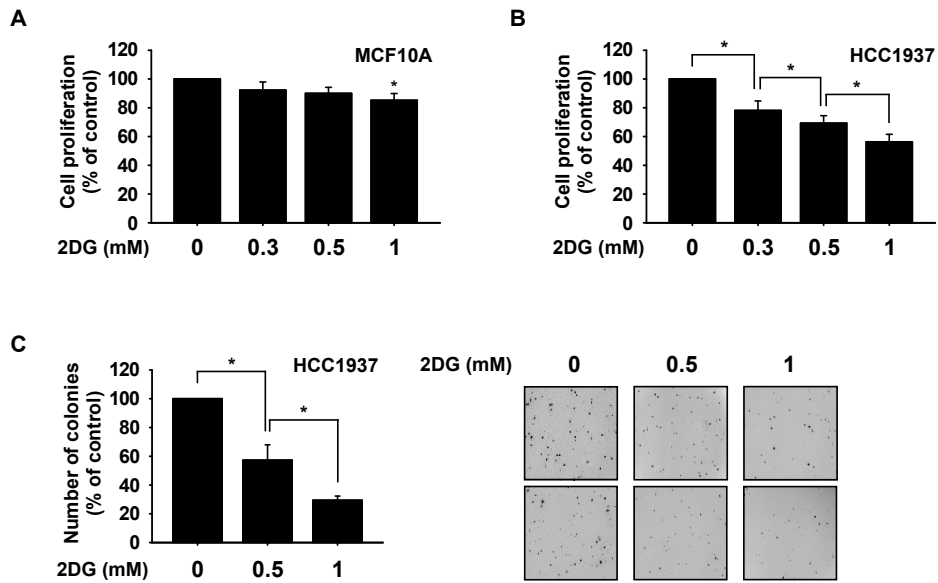 A
MCF10A
Cell proliferation
(% of control)
120
100
80
60
40
20
0
*
2DG (mM) 0 0.3 0.5 1
B
HCC1937
Cell proliferation
(% of control)
120
100
80
60
40
20
0
*
*
*
2DG (mM) 0 0.3 0.5 1
C
HCC1937
Number of colonies
(% of control)
120
100
80
60
40
20
0
*
*
2DG (mM) 0 0.5 1
2DG (mM) 0 0.5 1